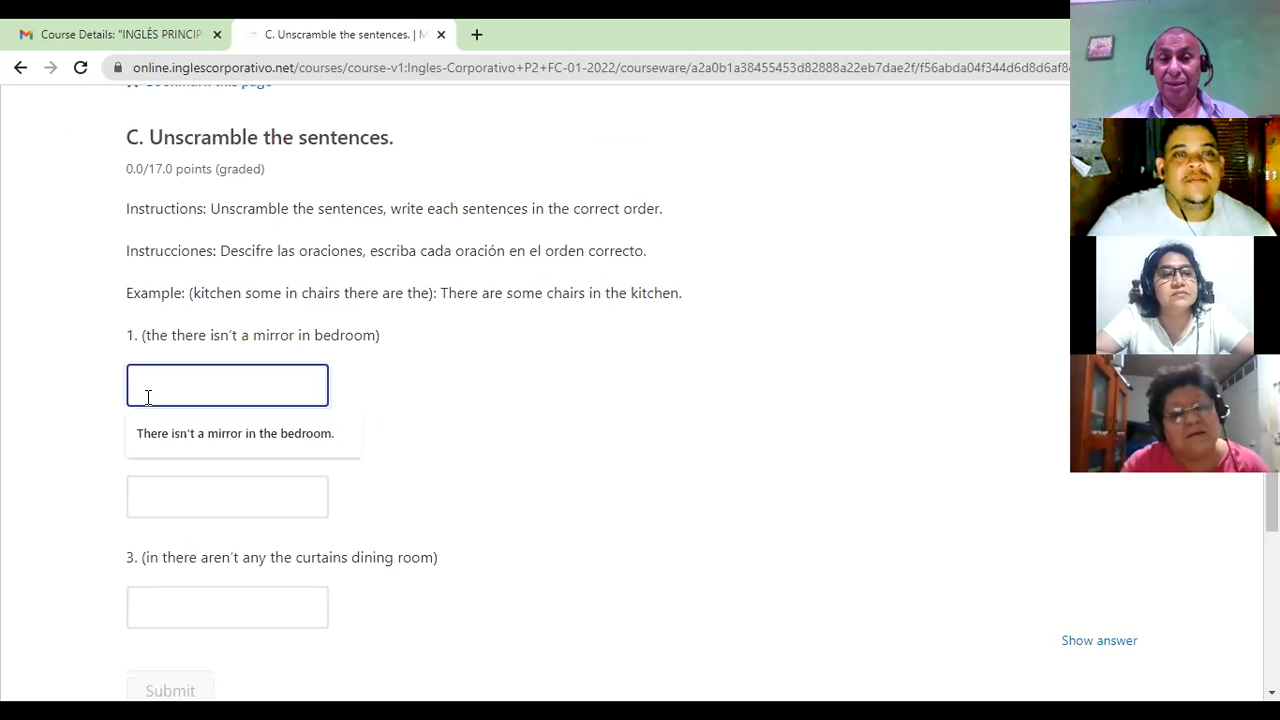 Course Details: "INGLÉS PRINCIP
C. Unscramble the sentences. | M
online.inglescorporativo.net/courses/course-v1:Ingles-Corporativo+P2+FC-01-2022/courseware/a2a0b1a38455453d82888a22eb7dae2f/f56abda04f344d6d8d6af8
Bookmark this page
C. Unscramble the sentences.
0.0/17.0 points (graded)
Instructions: Unscramble the sentences, write each sentences in the correct order.
Instrucciones: Descifre las oraciones, escriba cada oración en el orden correcto.
Example: (kitchen some in chairs there are the): There are some chairs in the kitchen.
1. (the there isn't a mirror in bedroom)
There isn't a mirror in the bedroom.
3. (in there aren't any the curtains dining room)
Show answer
Submit